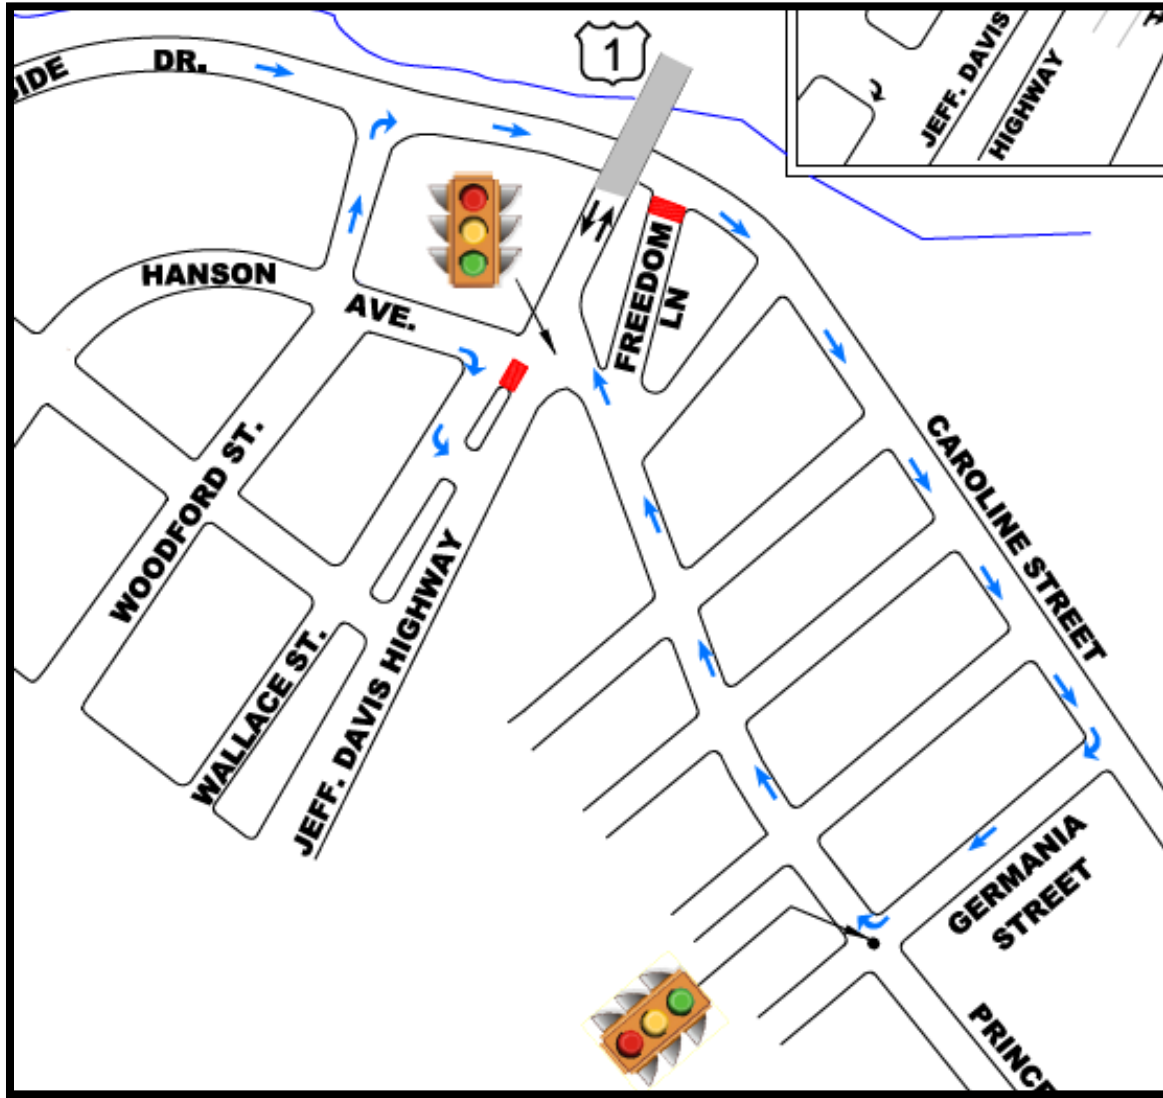 1
JEFF. DAVIS
HIGHWAY
DR.
HANSON
AVE.
FREEDOM
LN
WOODFORD ST.
WALLACE ST.
JEFF. DAVIS HIGHWAY
CAROLINE STREET
GERMANIA
STREET